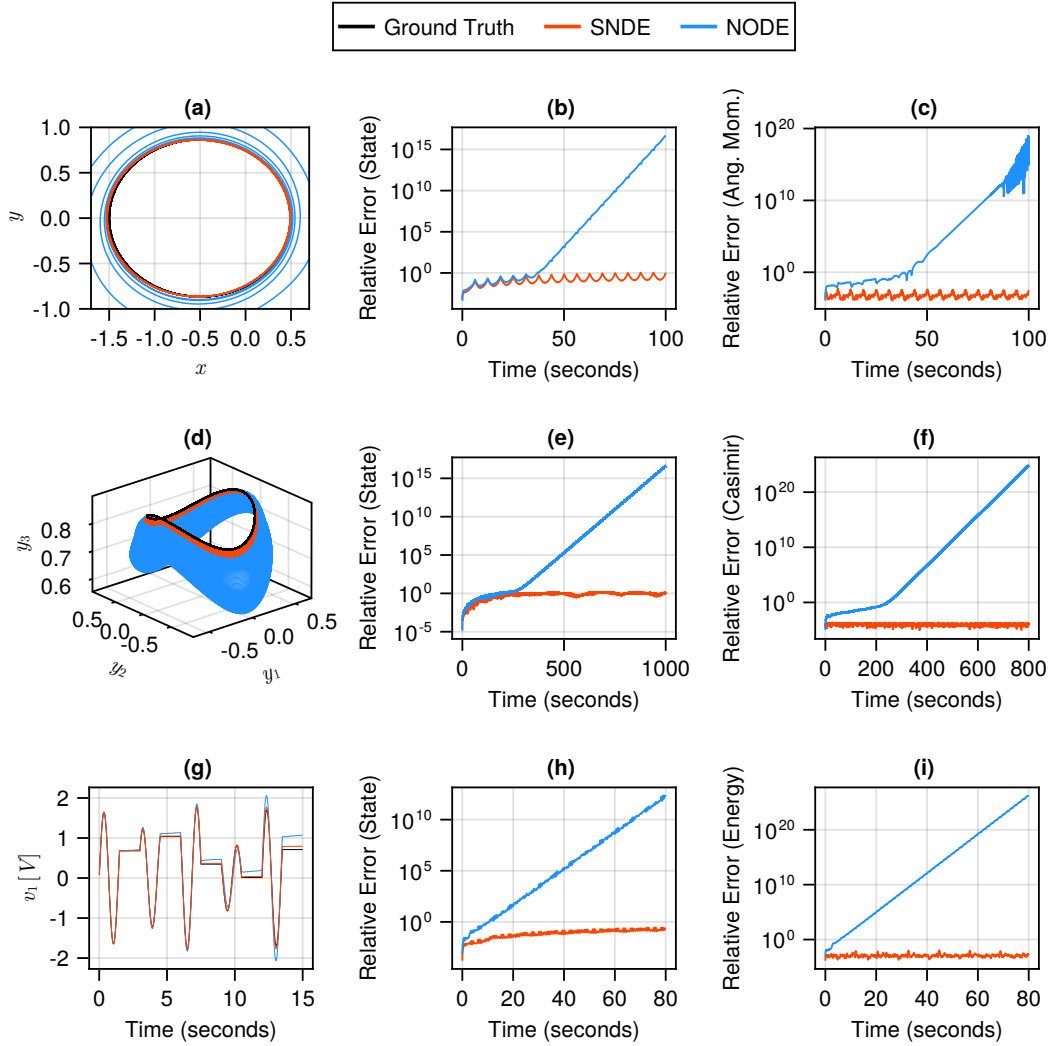 Ground Truth SNDE NODE
(a)
y
1.0
0.5
0.0
-0.5
-1.0
-1.5 -1.0 -0.5 0.0 0.5
x
(b)
Relative Error (State)
10^15
10^10
10^5
10^0
0 50 100
Time (seconds)
(c)
Relative Error (Ang. Mom.)
10^20
10^10
10^0
0 50 100
Time (seconds)
(d)
y_3
0.8
0.7
0.6
0.5 0.0 -0.5
y_2
-0.5 0.0 0.5
y_1
(e)
Relative Error (State)
10^15
10^10
10^5
10^0
10^-5
0 500 1000
Time (seconds)
(f)
Relative Error (Casimir)
10^20
10^10
10^0
0 200 400 600 800
Time (seconds)
(g)
v_1 [V]
2
1
0
-1
-2
0 5 10 15
Time (seconds)
(h)
Relative Error (State)
10^10
10^5
10^0
0 20 40 60 80
Time (seconds)
(i)
Relative Error (Energy)
10^20
10^10
10^0
0 20 40 60 80
Time (seconds)